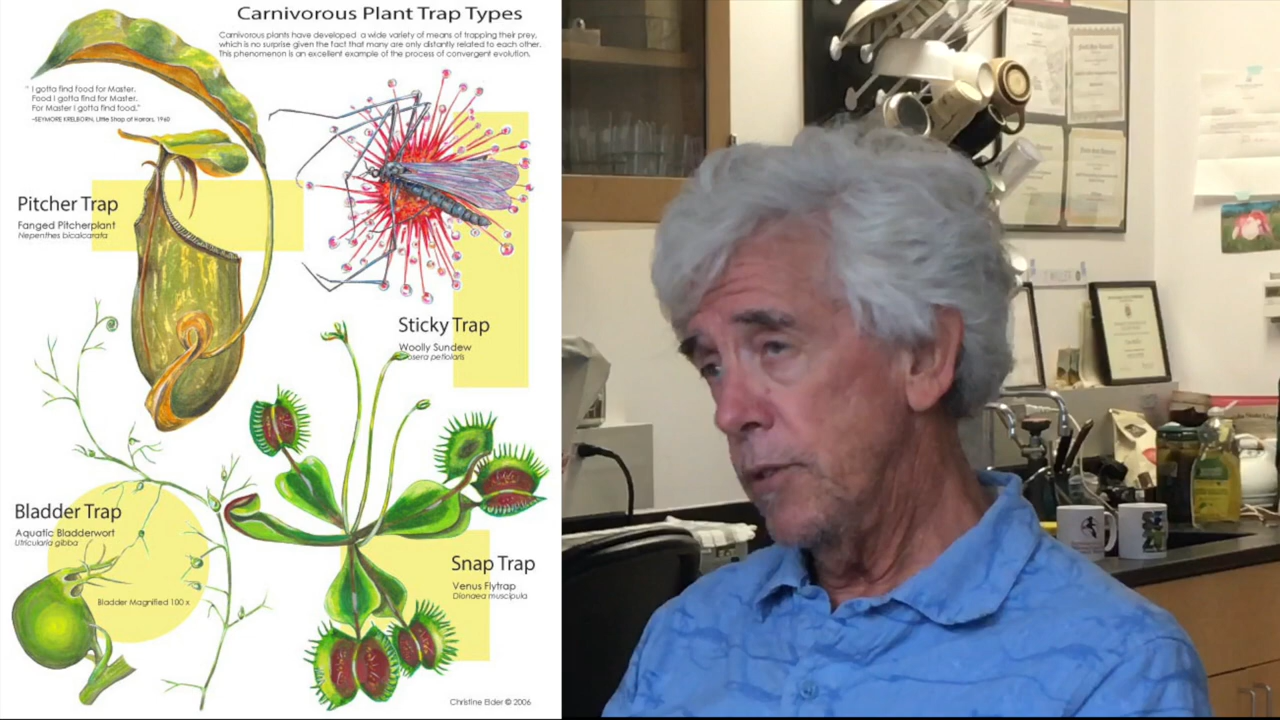 Carnivorous Plant Trap Types
Carnivorous plants have developed a wide variety of means of trapping their prey,
which is no surprise given the fact that many are only distantly related to each other.
This phenomenon is an excellent example of the process of convergent evolution.
" I gotta find food for Master.
Food I gotta find for Master.
For Master I gotta find food."
-SEYMORE KRELBORN, Little Shop of Horrors, 1960
Pitcher Trap
Fanged Pitcherplant
Nepenthes bicalcarata
Sticky Trap
Woolly Sundew
petiolaris
Bladder Trap
Aquatic Bladderwort
Utricularia gibba
Bladder Magnified 100 x
Snap Trap
Venus Flytrap
Dionaea muscipula
Christine Elder © 2006